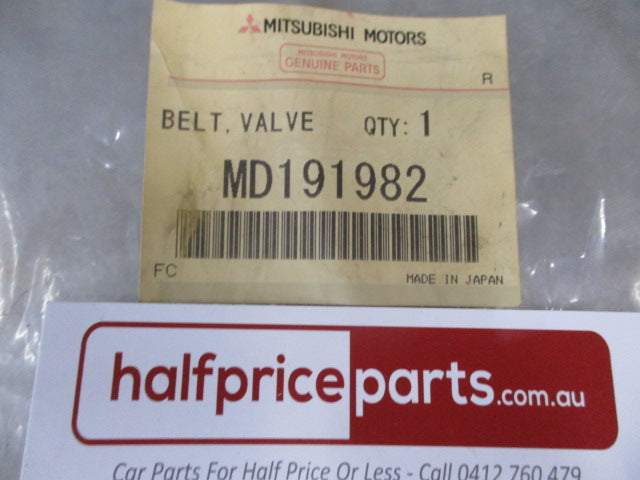 MITSUBISHI MOTORS
MITSUBISHI MOTORS
GENUINE PARTS
R
BELT, VALVE QTY: 1
MD191982
FC MADE IN JAPAN
halfpriceparts.com.au
Car Parts For Half Price Or Less - Call 0412 760 479